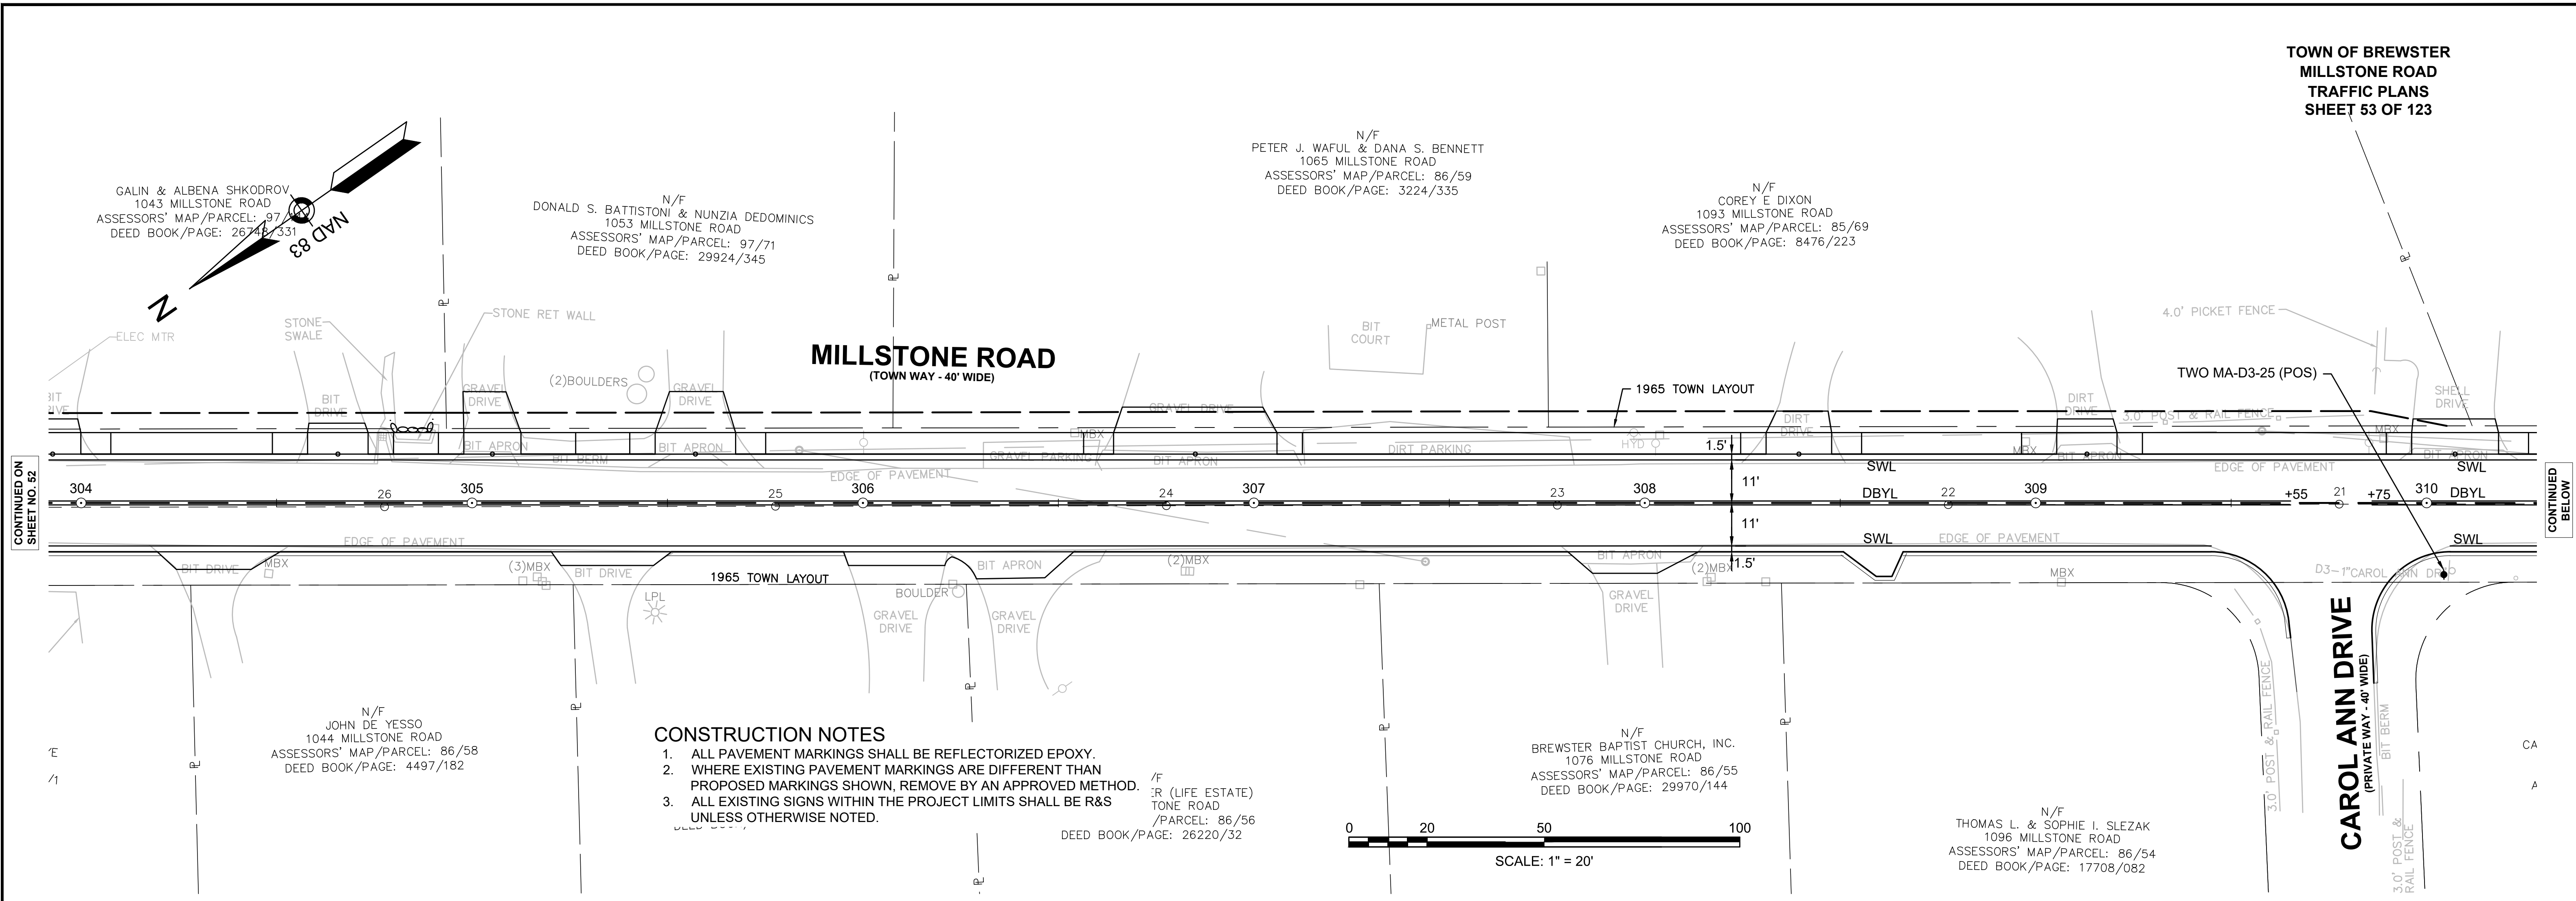 TOWN OF BREWSTER
MILLSTONE ROAD
TRAFFIC PLANS
SHEET 53 OF 123
GALIN & ALBENA SHKODROV
1043 MILLSTONE ROAD
ASSESSORS' MAP/PARCEL: 97/
DEED BOOK/PAGE: 26748/331
NAD 83
N
N/F
DONALD S. BATTISTONI & NUNZIA DEDOMINICS
1053 MILLSTONE ROAD
ASSESSORS' MAP/PARCEL: 97/71
DEED BOOK/PAGE: 29924/345
N/F
PETER J. WAFUL & DANA S. BENNETT
1065 MILLSTONE ROAD
ASSESSORS' MAP/PARCEL: 86/59
DEED BOOK/PAGE: 3224/335
N/F
COREY E DIXON
1093 MILLSTONE ROAD
ASSESSORS' MAP/PARCEL: 85/69
DEED BOOK/PAGE: 8476/223
ELEC MTR
STONE
SWALE
STONE RET WALL
(2)BOULDERS
MILLSTONE ROAD
(TOWN WAY - 40' WIDE)
BIT
COURT
METAL POST
4.0' PICKET FENCE
TWO MA-D3-25 (POS)
1965 TOWN LAYOUT
BIT
DRIVE
GRAVEL
DRIVE
GRAVEL
DRIVE
GRAVEL DRIVE
DIRT
DRIVE
DIRT
DRIVE
3.0' POST & RAIL FENCE
SHELL
DRIVE
BIT APRON
BIT BERM
BIT APRON
MBX
GRAVEL PARKING
BIT APRON
DIRT PARKING
HYD
1.5'
MBX
BIT APRON
MBX
BIT APRON
EDGE OF PAVEMENT
SWL
EDGE OF PAVEMENT
SWL
CONTINUED ON
SHEET NO. 52
304
26
305
25
306
24
307
23
308
11'
DBYL
22
309
+55
21
+75
310
DBYL
CONTINUED
BELOW
EDGE OF PAVEMENT
11'
SWL
EDGE OF PAVEMENT
SWL
BIT DRIVE
MBX
(3)MBX
BIT DRIVE
1965 TOWN LAYOUT
BIT APRON
(2)MBX
BIT APRON
1.5'
(2)MBX
MBX
D3-1"CAROL ANN DR
LPL
BOULDER
GRAVEL
DRIVE
GRAVEL
DRIVE
GRAVEL
DRIVE
CAROL ANN DRIVE
(PRIVATE WAY - 40' WIDE)
3.0' POST & RAIL FENCE
BIT BERM
3.0' POST &
RAIL FENCE
N/F
JOHN DE YESSO
1044 MILLSTONE ROAD
ASSESSORS' MAP/PARCEL: 86/58
DEED BOOK/PAGE: 4497/182
CONSTRUCTION NOTES
1. ALL PAVEMENT MARKINGS SHALL BE REFLECTORIZED EPOXY.
2. WHERE EXISTING PAVEMENT MARKINGS ARE DIFFERENT THAN
PROPOSED MARKINGS SHOWN, REMOVE BY AN APPROVED METHOD.
3. ALL EXISTING SIGNS WITHIN THE PROJECT LIMITS SHALL BE R&S
UNLESS OTHERWISE NOTED.
/F
ER (LIFE ESTATE)
TONE ROAD
/PARCEL: 86/56
DEED BOOK/PAGE: 26220/32
N/F
BREWSTER BAPTIST CHURCH, INC.
1076 MILLSTONE ROAD
ASSESSORS' MAP/PARCEL: 86/55
DEED BOOK/PAGE: 29970/144
0 20 50 100
SCALE: 1" = 20'
N/F
THOMAS L. & SOPHIE I. SLEZAK
1096 MILLSTONE ROAD
ASSESSORS' MAP/PARCEL: 86/54
DEED BOOK/PAGE: 17708/082
CA